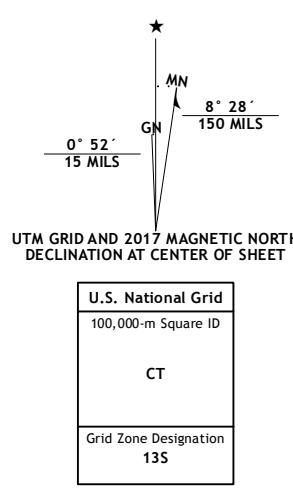 ★
MN
8° 28´
150 MILS
GN
0° 52´
15 MILS
UTM GRID AND 2017 MAGNETIC NORTH
DECLINATION AT CENTER OF SHEET
U.S. National Grid
100,000-m Square ID
CT
Grid Zone Designation
13S